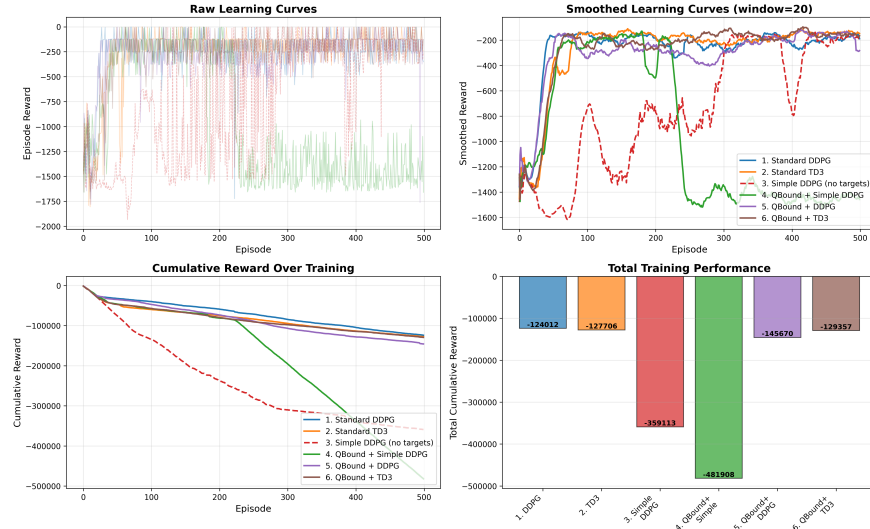 Raw Learning Curves
0
−250
−500
−750
−1000
−1250
−1500
−1750
−2000
Episode Reward
0
100
200
300
400
500
Episode
Smoothed Learning Curves (window=20)
−200
−400
−600
−800
−1000
−1200
−1400
−1600
Smoothed Reward
1. Standard DDPG
2. Standard TD3
3. Simple DDPG (no targets)
4. QBound + Simple DDPG
5. QBound + DDPG
6. QBound + TD3
0
100
200
300
400
500
Episode
Cumulative Reward Over Training
0
−100000
−200000
−300000
−400000
−500000
Cumulative Reward
1. Standard DDPG
2. Standard TD3
3. Simple DDPG (no targets)
4. QBound + Simple DDPG
5. QBound + DDPG
6. QBound + TD3
0
100
200
300
400
500
Episode
Total Training Performance
0
−100000
−200000
−300000
−400000
−500000
Total Cumulative Reward
-124012
-127706
-359113
-481908
-145670
-129357
1. DDPG
2. TD3
3. Simple
DDPG
4. QBound+
Simple
5. QBound+
DDPG
6. QBound+
TD3